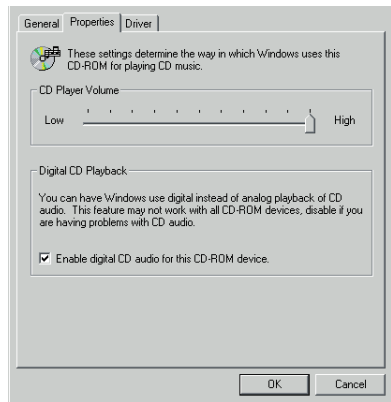 General Properties Driver
These settings determine the way in which Windows uses this
CD-ROM for playing CD music.
CD Player Volume
Low High
Digital CD Playback
You can have Windows use digital instead of analog playback of CD
audio. This feature may not work with all CD-ROM devices, disable if you
are having problems with CD audio.
Enable digital CD audio for this CD-ROM device.
OK Cancel